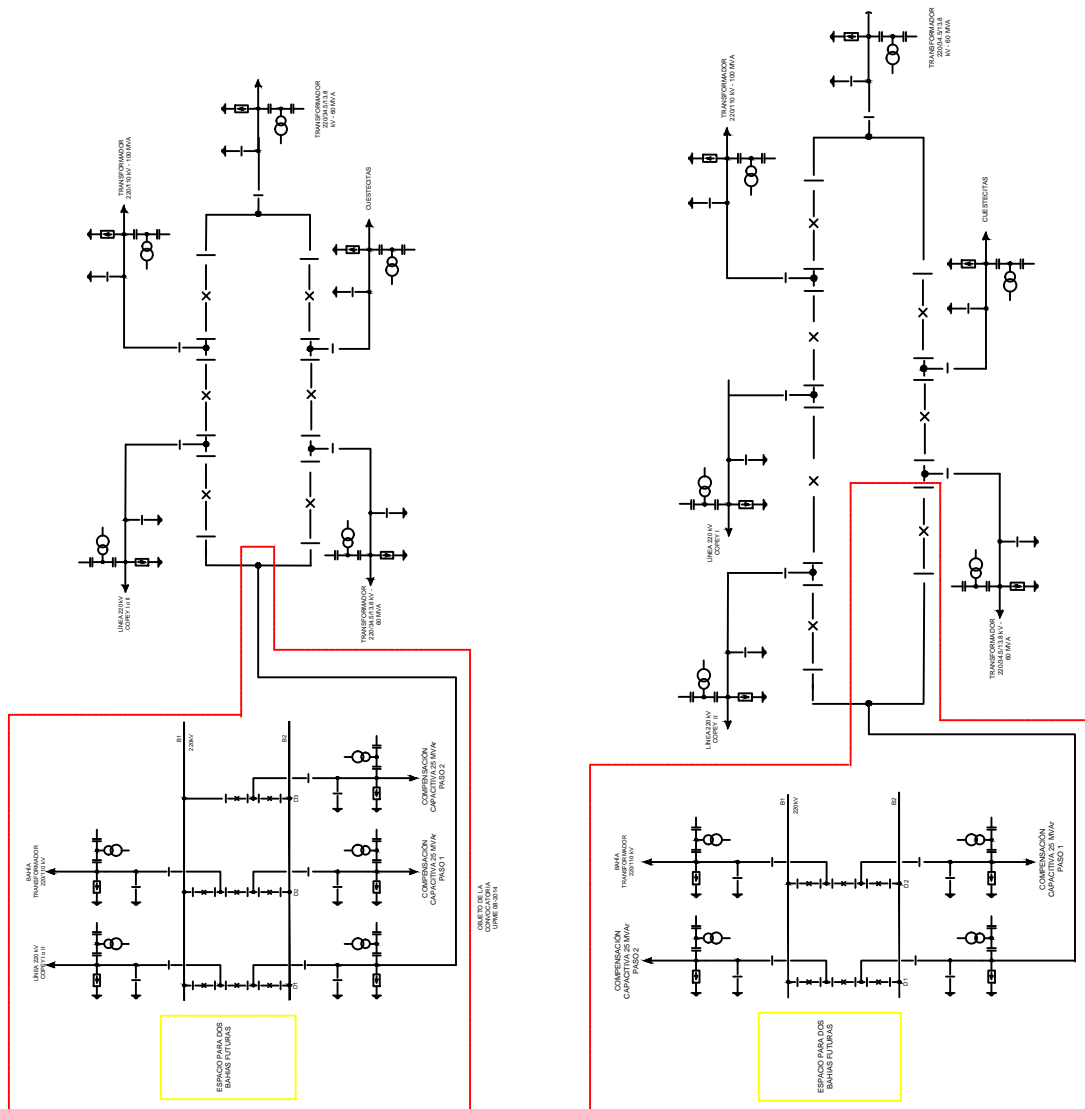 TRANSFORMADOR
220/110 kV - 100 MVA
TRANSFORMADOR
220/34.5/13.8
kV - 60 MVA
CUESTECITAS
LÍNEA 220 kV
COPEY I o II
TRANSFORMADOR -
220/34.5/13.8 kV -
60 MVA
B1
220kV
B2
D3
COMPENSACIÓN
CAPACITIVA 25 MVAr
PASO 2
BAHÍA
TRANSFORMADOR
220/110 kV
D2
COMPENSACIÓN
CAPACITIVA 25 MVAr
PASO 1
LÍNEA 220 kV
COPEY I o II
D1
OBJETO DE LA
CONVOCATORIA
UPME 08-2014
ESPACIO PARA DOS
BAHIAS FUTURAS
TRANSFORMADOR
220/34.5/13.8
kV - 60 MVA
TRANSFORMADOR
220/110 kV - 100 MVA
CUESTECITAS
LÍNEA 220 kV
COPEY I
TRANSFORMADOR
220/34.5/13.8 kV -
60 MVA
LÍNEA 220 kV
COPEY II
B1
220kV
B2
BAHÍA
TRANSFORMADOR
220/110 kV
D2
COMPENSACIÓN
CAPACITIVA 25 MVAr
PASO 1
COMPENSACIÓN
CAPACITIVA 25 MVAr
PASO 2
D1
ESPACIO PARA DOS
BAHIAS FUTURAS